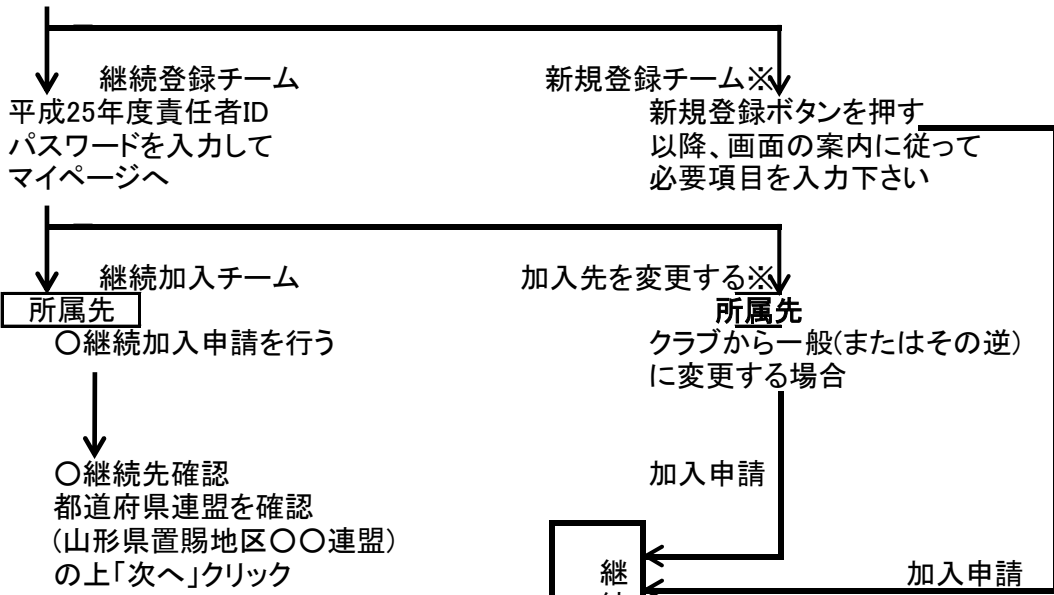 継続登録チーム
平成25年度責任者ID
パスワードを入力して
マイページへ
新規登録チーム※
新規登録ボタンを押す
以降、画面の案内に従って
必要項目を入力下さい
継続加入チーム
所属先
〇継続加入申請を行う
加入先を変更する※
所属先
クラブから一般(またはその逆)
に変更する場合
〇継続先確認
都道府県連盟を確認
(山形県置賜地区〇〇連盟)
の上「次へ」クリック
加入申請
継
加入申請